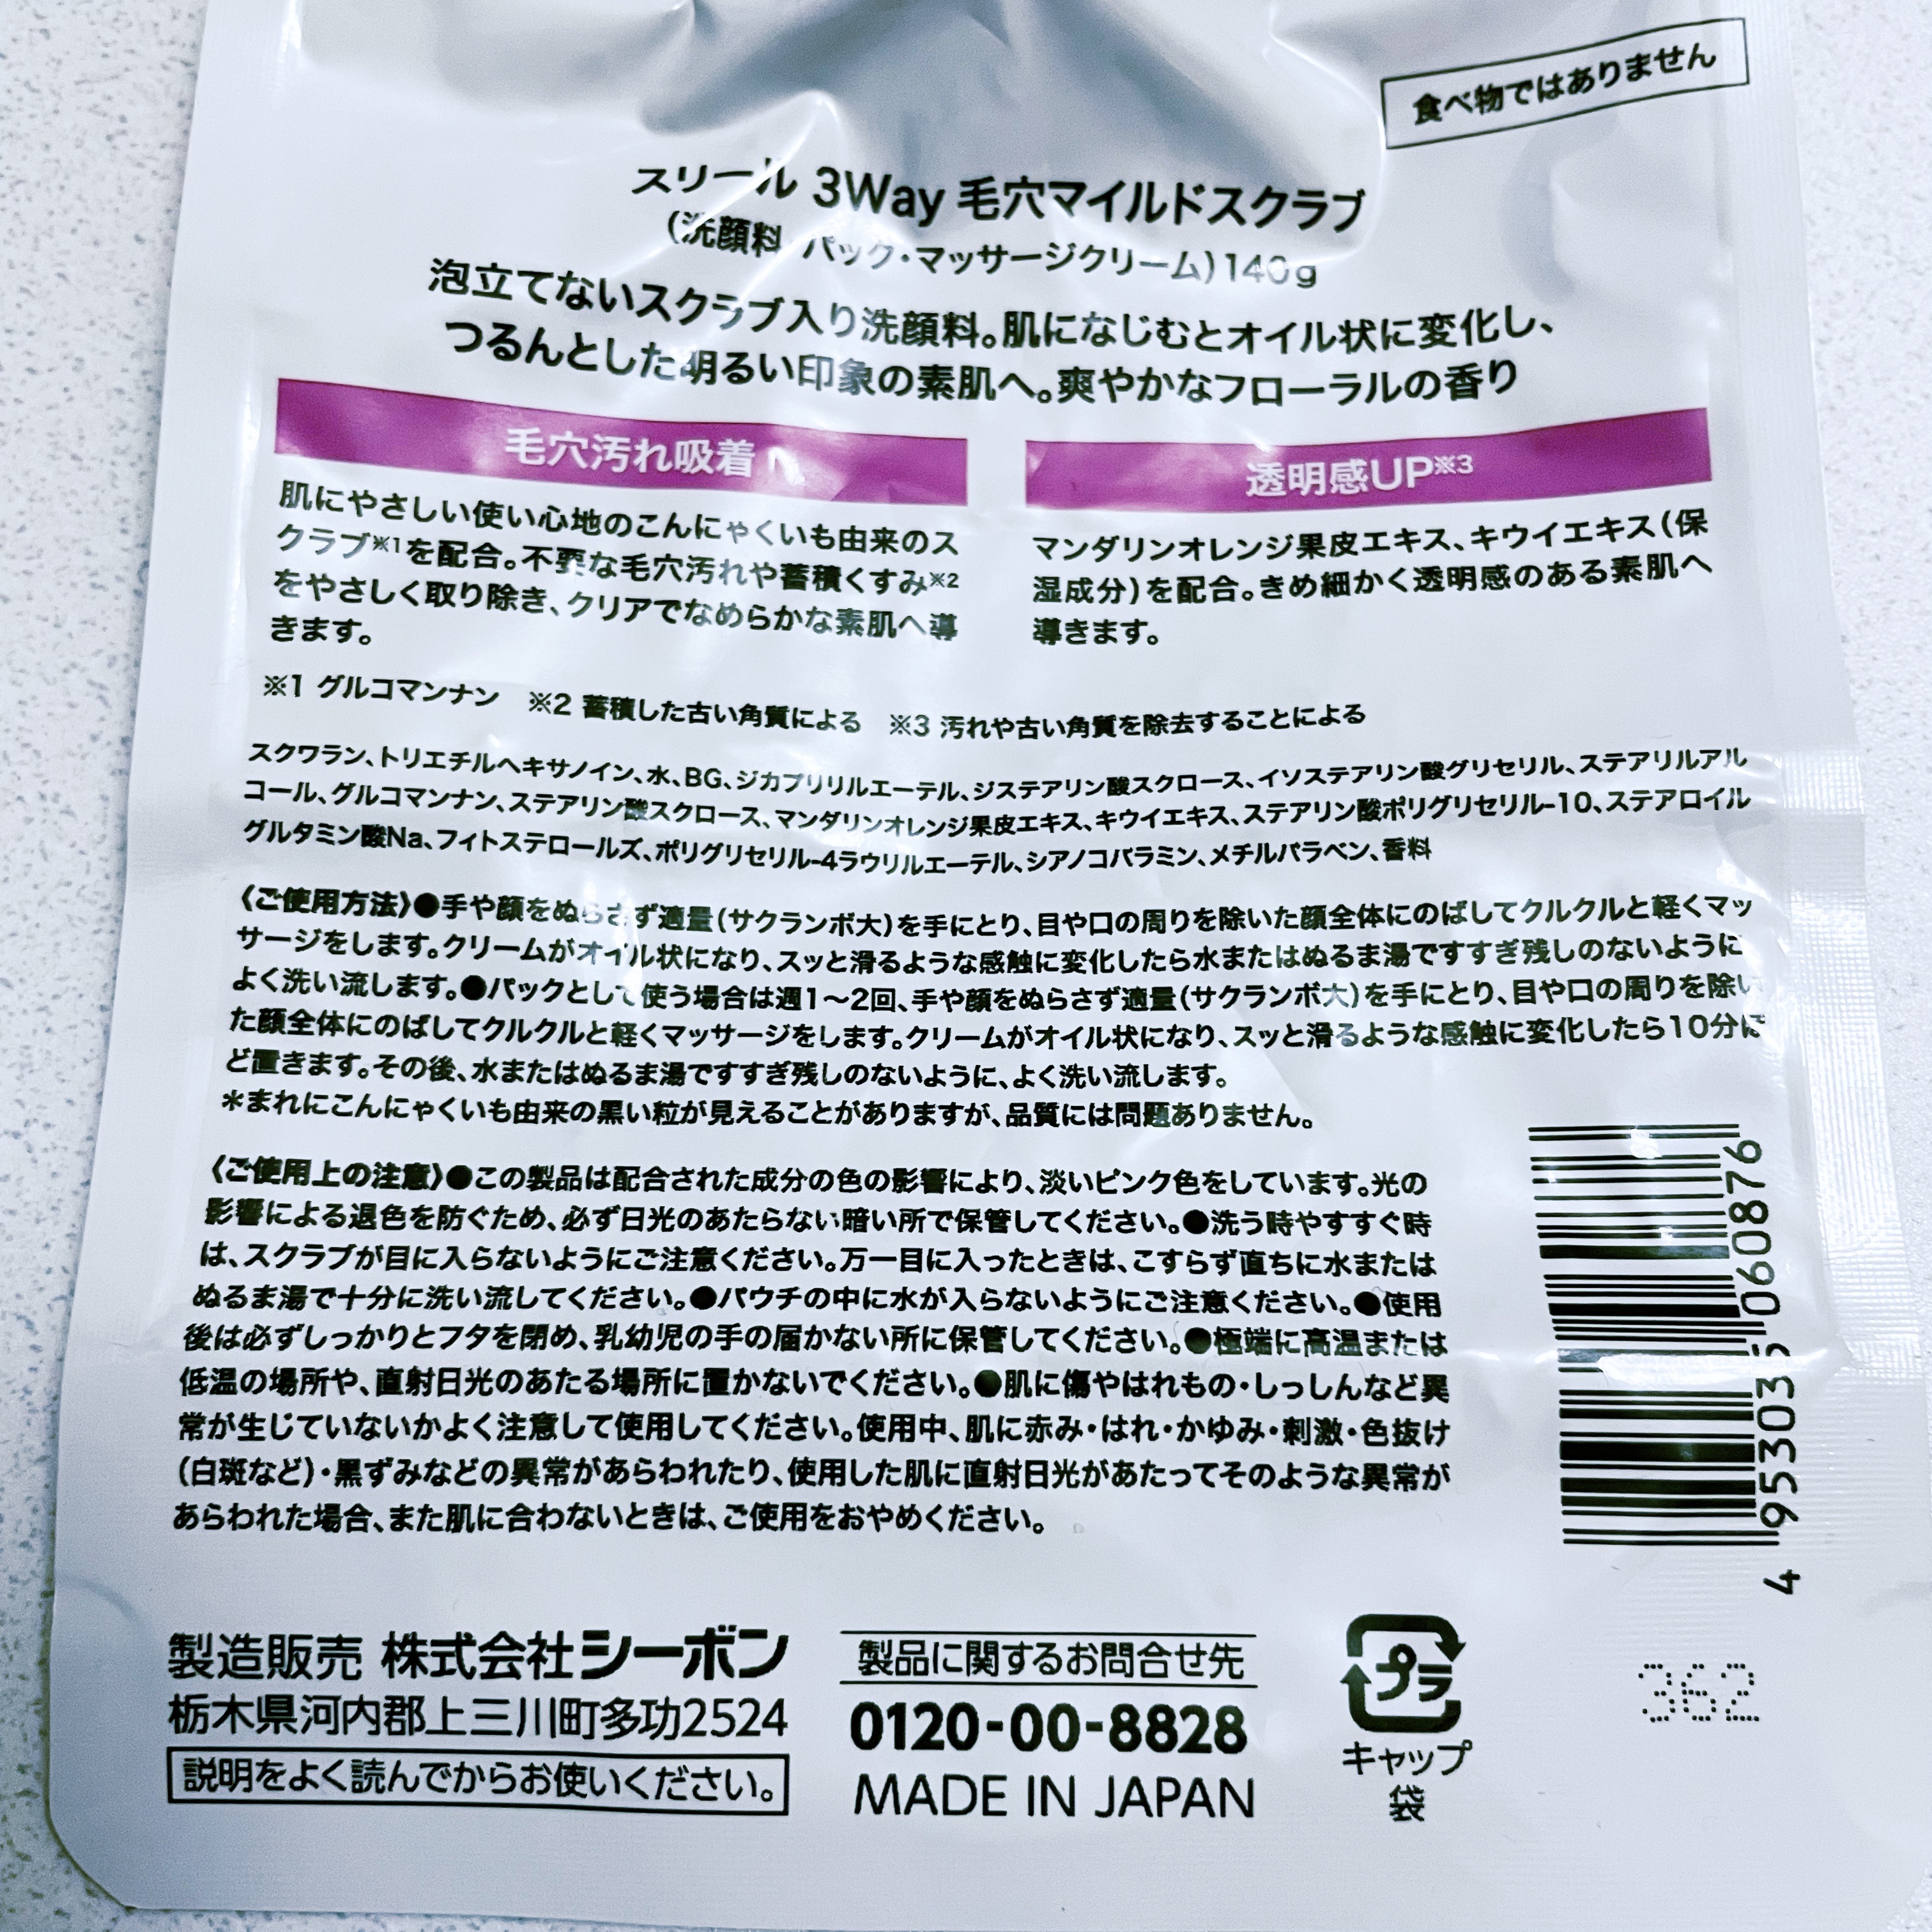 食べ物ではありません
スリール 3Way 毛穴マイルドスクラブ
(洗顔料・パック・マッサージクリーム)140g
泡立てないスクラブ入り洗顔料。肌になじむとオイル状に変化し、
つるんとした明るい印象の素肌へ。爽やかなフローラルの香り
毛穴汚れ吸着
肌にやさしい使い心地のこんにゃくいも由来のス
クラブ※1を配合。不要な毛穴汚れや蓄積くすみ※2
をやさしく取り除き、クリアでなめらかな素肌へ導
きます。
透明感UP※3
マンダリンオレンジ果皮エキス、キウイエキス(保
湿成分)を配合。きめ細かく透明感のある素肌へ
導きます。
※1 グルコマンナン ※2 蓄積した古い角質による ※3 汚れや古い角質を除去することによる
スクワラン、トリエチルヘキサノイン、水、BG、ジカプリリルエーテル、ジステアリン酸スクロース、イソステアリン酸グリセリル、ステアリルアル
コール、グルコマンナン、ステアリン酸スクロース、マンダリンオレンジ果皮エキス、キウイエキス、ステアリン酸ポリグリセリル-10、ステアロイル
グルタミン酸Na、フィトステロールズ、ポリグリセリル-4ラウリルエーテル、シアノコバラミン、メチルパラベン、香料
〈ご使用方法〉●手や顔をぬらさず適量(サクランボ大)を手にとり、目や口の周りを除いた顔全体にのばしてクルクルと軽くマッ
サージをします。クリームがオイル状になり、スッと滑るような感触に変化したら水またはぬるま湯ですすぎ残しのないように
よく洗い流します。●パックとして使う場合は週1～2回、手や顔をぬらさず適量(サクランボ大)を手にとり、目や口の周りを除い
た顔全体にのばしてクルクルと軽くマッサージをします。クリームがオイル状になり、スッと滑るような感触に変化したら10分ほ
ど置きます。その後、水またはぬるま湯ですすぎ残しのないように、よく洗い流します。
＊まれにこんにゃくいも由来の黒い粒が見えることがありますが、品質には問題ありません。
〈ご使用上の注意〉●この製品は配合された成分の色の影響により、淡いピンク色をしています。光の
影響による退色を防ぐため、必ず日光のあたらない暗い所で保管してください。●洗う時やすすぐ時
は、スクラブが目に入らないようにご注意ください。万一目に入ったときは、こすらず直ちに水または
ぬるま湯で十分に洗い流してください。●パウチの中に水が入らないようにご注意ください。●使用
後は必ずしっかりとフタを閉め、乳幼児の手の届かない所に保管してください。●極端に高温または
低温の場所や、直射日光のあたる場所に置かないでください。●肌に傷やはれもの・しっしんなど異
常が生じていないかよく注意して使用してください。使用中、肌に赤み・はれ・かゆみ・刺激・色抜け
(白斑など)・黒ずみなどの異常があらわれたり、使用した肌に直射日光があたってそのような異常が
あらわれた場合、また肌に合わないときは、ご使用をおやめください。
4 953035 060876
製造販売 株式会社シーボン
栃木県河内郡上三川町多功2524
説明をよく読んでからお使いください。
製品に関するお問合せ先
0120-00-8828
MADE IN JAPAN
プラ
キャップ
袋
362